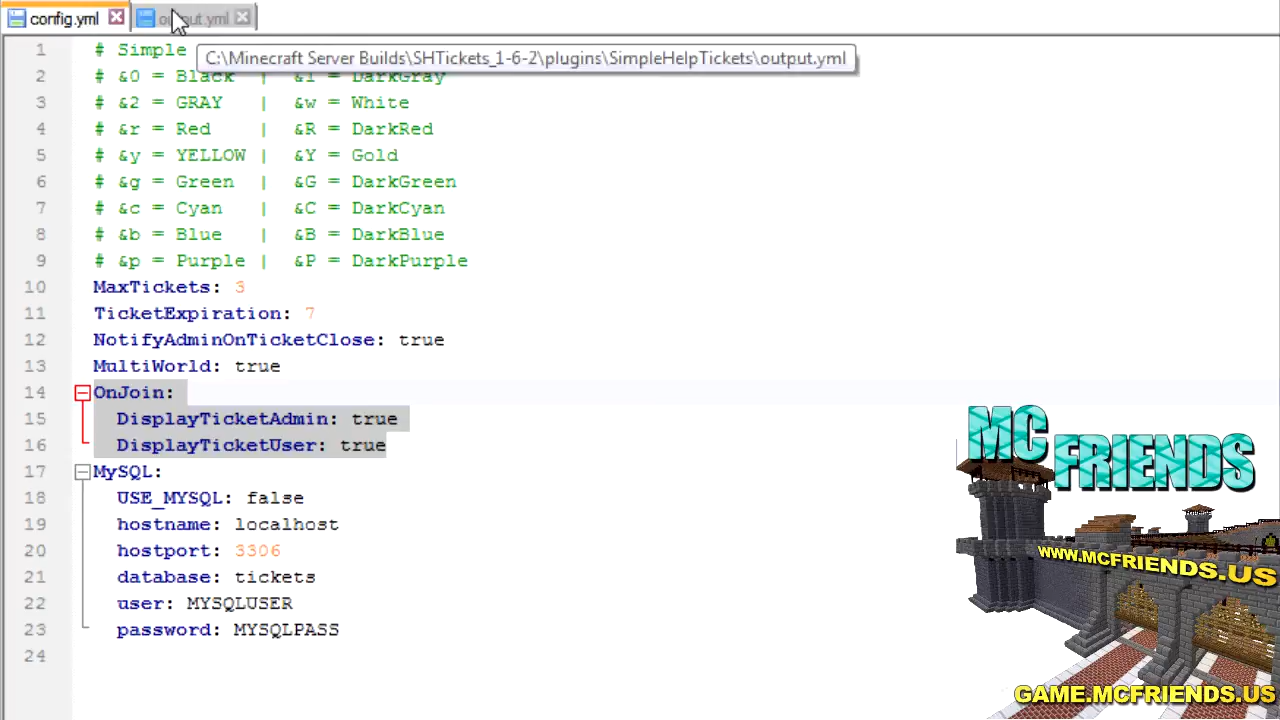 config.yml
output.yml
C:\Minecraft Server Builds\SHTickets_1-6-2\plugins\SimpleHelpTickets\output.yml
1 # Simple
2 # &0 = Black | &1 = DarkGray
3 # &2 = GRAY | &w = White
4 # &r = Red | &R = DarkRed
5 # &y = YELLOW | &Y = Gold
6 # &g = Green | &G = DarkGreen
7 # &c = Cyan | &C = DarkCyan
8 # &b = Blue | &B = DarkBlue
9 # &p = Purple | &P = DarkPurple
10 MaxTickets: 3
11 TicketExpiration: 7
12 NotifyAdminOnTicketClose: true
13 MultiWorld: true
14 OnJoin:
15 DisplayTicketAdmin: true
16 DisplayTicketUser: true
17 MySQL:
18 USE_MYSQL: false
19 hostname: localhost
20 hostport: 3306
21 database: tickets
22 user: MYSQLUSER
23 password: MYSQLPASS
24
MC
FRIENDS
WWW.MCFRIENDS.US
GAME.MCFRIENDS.US